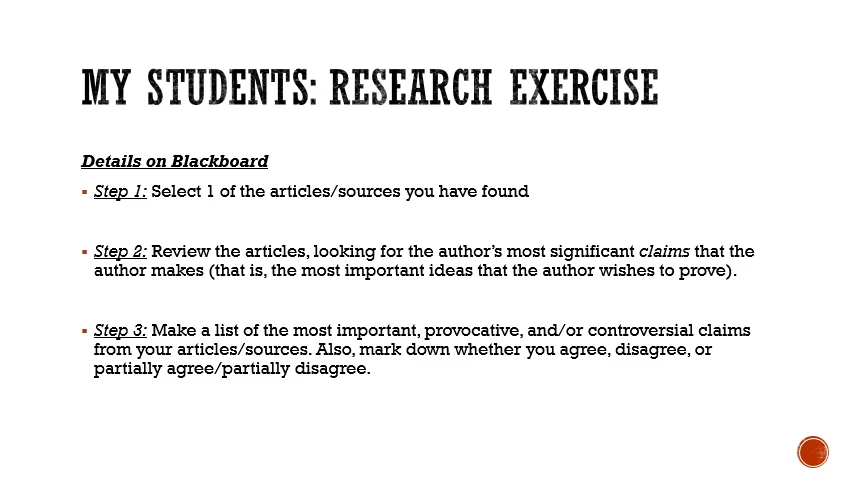 MY STUDENTS: RESEARCH EXERCISE
Details on Blackboard
▪ Step 1: Select 1 of the articles/sources you have found
▪ Step 2: Review the articles, looking for the author’s most significant claims that the
author makes (that is, the most important ideas that the author wishes to prove).
▪ Step 3: Make a list of the most important, provocative, and/or controversial claims
from your articles/sources. Also, mark down whether you agree, disagree, or
partially agree/partially disagree.